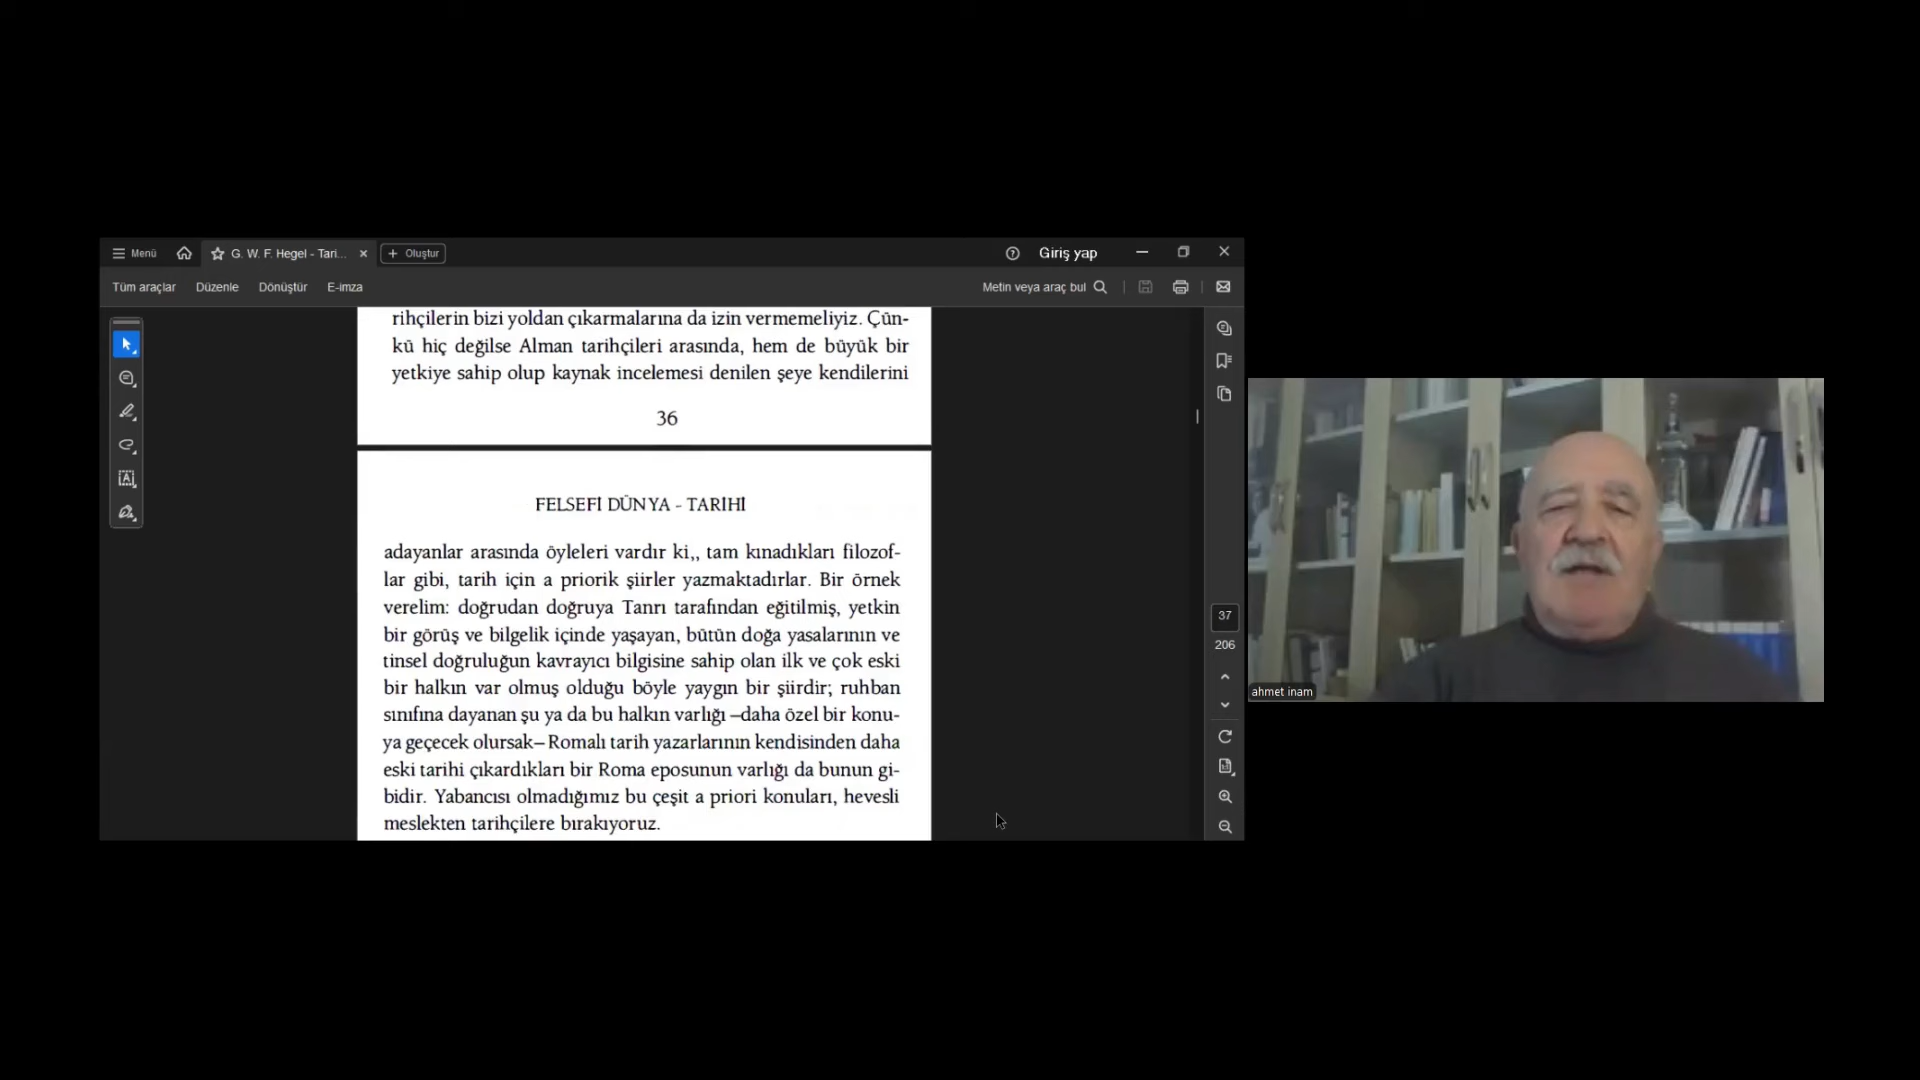 Menü
G. W. F. Hegel - Tari...
Oluştur
Giriş yap
Tüm araçlar
Düzenle
Dönüştür
E-imza
Metin veya araç bul
rihçilerin bizi yoldan çıkarmalarına da izin vermemeliyiz. Çün-
kü hiç değilse Alman tarihçileri arasında, hem de büyük bir
yetkiye sahip olup kaynak incelemesi denilen şeye kendilerini
36
FELSEFİ DÜNYA - TARİHİ
adayanlar arasında öyleleri vardır ki,, tam kınadıkları filozof-
lar gibi, tarih için a priorik şiirler yazmaktadırlar. Bir örnek
verelim: doğrudan doğruya Tanrı tarafından eğitilmiş, yetkin
bir görüş ve bilgelik içinde yaşayan, bütün doğa yasalarının ve
tinsel doğruluğun kavrayıcı bilgisine sahip olan ilk ve çok eski
bir halkın var olmuş olduğu böyle yaygın bir şiirdir; ruhban
sınıfına dayanan şu ya da bu halkın varlığı –daha özel bir konu-
ya geçecek olursak– Romalı tarih yazarlarının kendisinden daha
eski tarihi çıkardıkları bir Roma eposunun varlığı da bunun gi-
bidir. Yabancısı olmadığımız bu çeşit a priori konuları, hevesli
meslekten tarihçilere bırakıyoruz.
37
206
ahmet inam